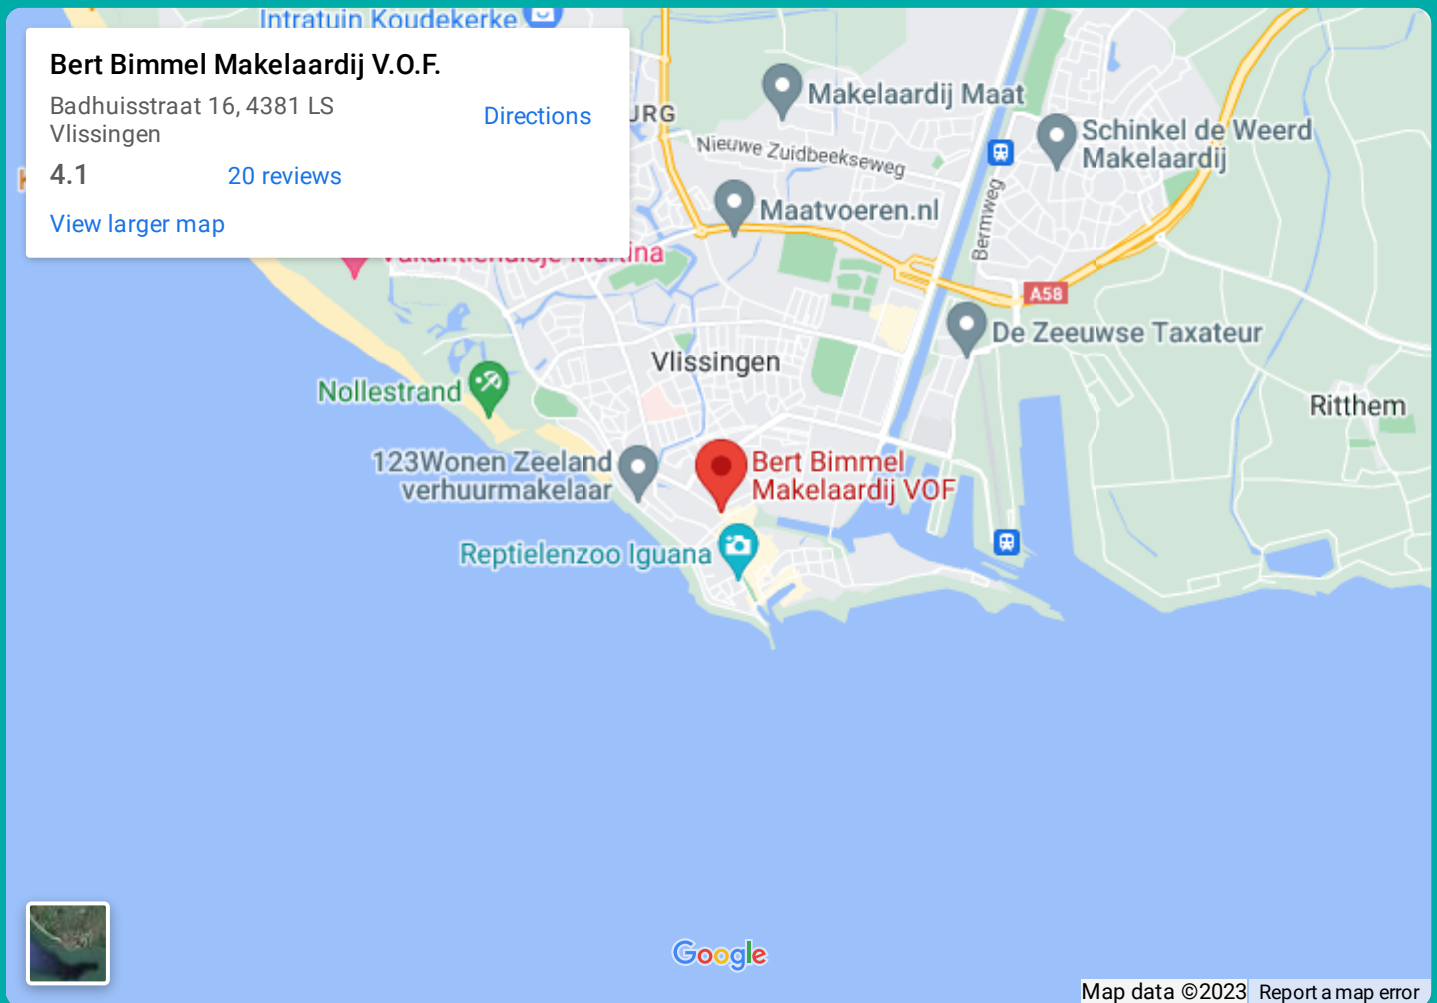 Intratuin Koudekerke
Bert Bimmel Makelaardij V.O.F.
Badhuisstraat 16, 4381 LS
Vlissingen
Directions
4.1
20 reviews
View larger map
Makelaardij Maat
Schinkel de Weerd
Makelaardij
Nieuwe Zuidbeekseweg
Maatvoeren.nl
Bermweg
A58
De Zeeuwse Taxateur
Vlissingen
Nollestrand
Ritthem
123Wonen Zeeland
verhuurmakelaar
Bert Bimmel
Makelaardij VOF
Reptielenzoo Iguana
Google
Map data ©2023
Report a map error